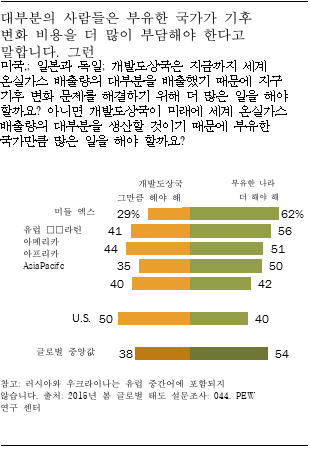 대부분의 사람들은 부유한 국가가 기후
변화 비용을 더 많이 부담해야 한다고
말합니다. 그런
미국;; 일본과 독일; 개발도상국은 지금까지 세계
온실가스 배출량의 대부분을 배출했기 때문에 지구
기후 변화 문제를 해결하기 위해 더 많은 일을 해야
할까요? 아니면 개발도상국이 미래에 세계 온실가스
배출량의 대부분을 생산할 것이기 때문에 부유한
국가만큼 많은 일을 해야 할까요?
개발도상국 부유한 나라
그만큼 해야 해 더 해야 해
미들 엑스 29% 62%
유럽 □□라틴 41 56
아메리카 44 51
아프리카
AsiaPacifc 35 50
40 42
U.S. 50 40
글로벌 중앙값 38 54
참고: 러시아와 우크라이나는 유럽 중간어에 포함되지
않습니다. 출처: 2015년 봄 글로벌 태도 설문조사: 044. PEW
연구 센터